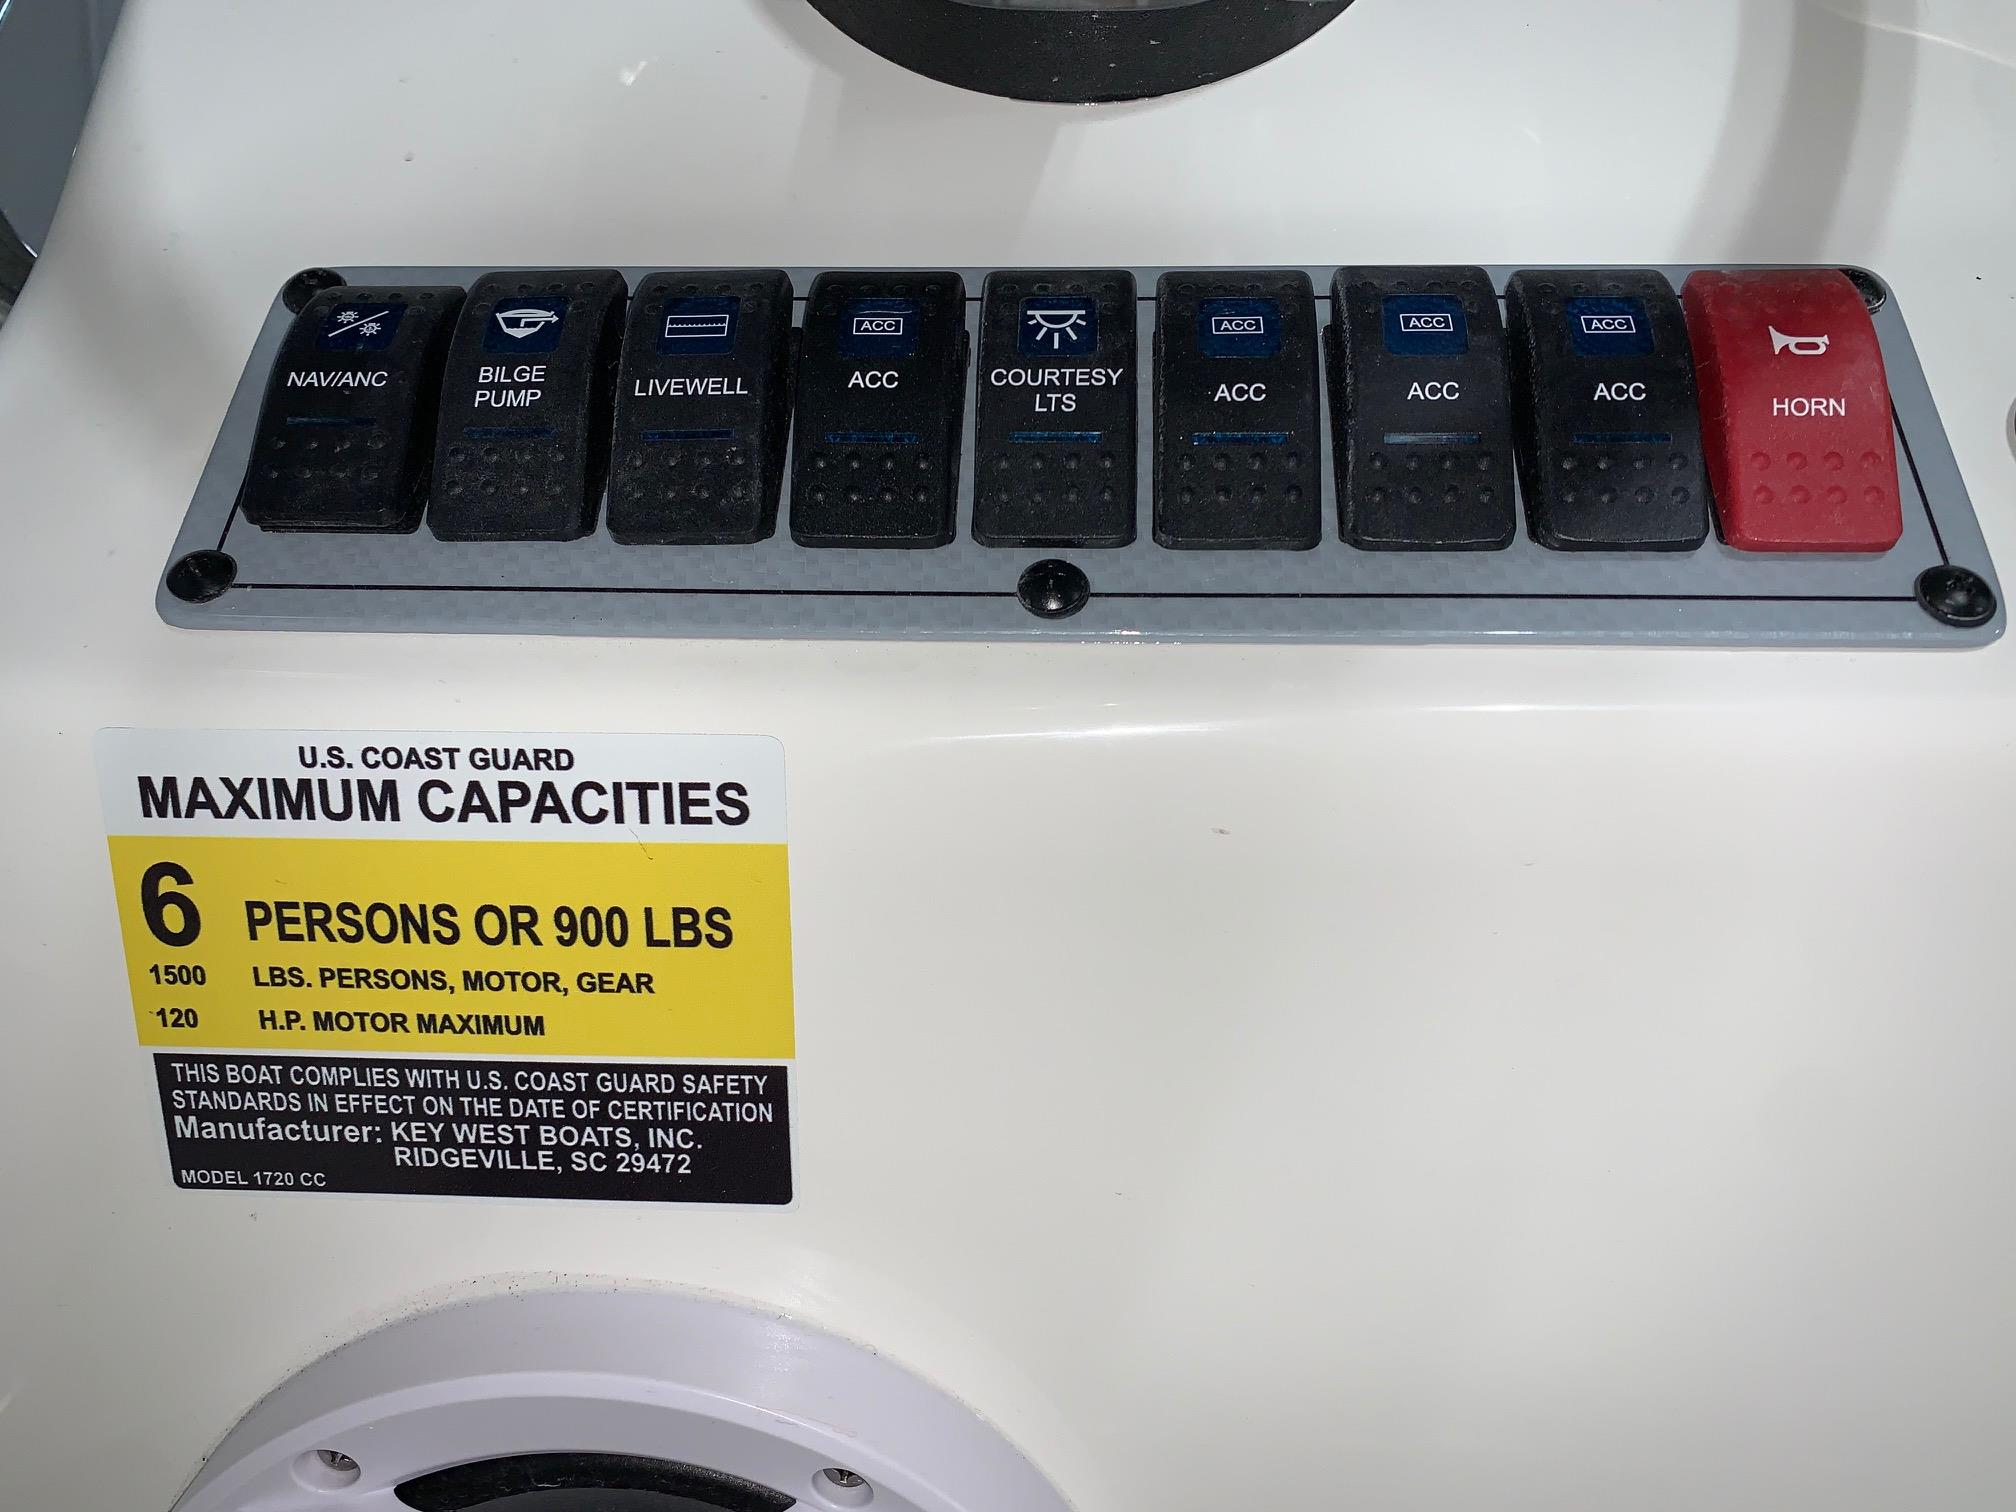 NAV/ANC
BILGE
PUMP
LIVEWELL
ACC
ACC
COURTESY
LTS
ACC
ACC
ACC
ACC
ACC
ACC
HORN
U.S. COAST GUARD
MAXIMUM CAPACITIES
6 PERSONS OR 900 LBS
1500 LBS. PERSONS, MOTOR, GEAR
120 H.P. MOTOR MAXIMUM
THIS BOAT COMPLIES WITH U.S. COAST GUARD SAFETY
STANDARDS IN EFFECT ON THE DATE OF CERTIFICATION
Manufacturer: KEY WEST BOATS, INC.
RIDGEVILLE, SC 29472
MODEL 1720 CC